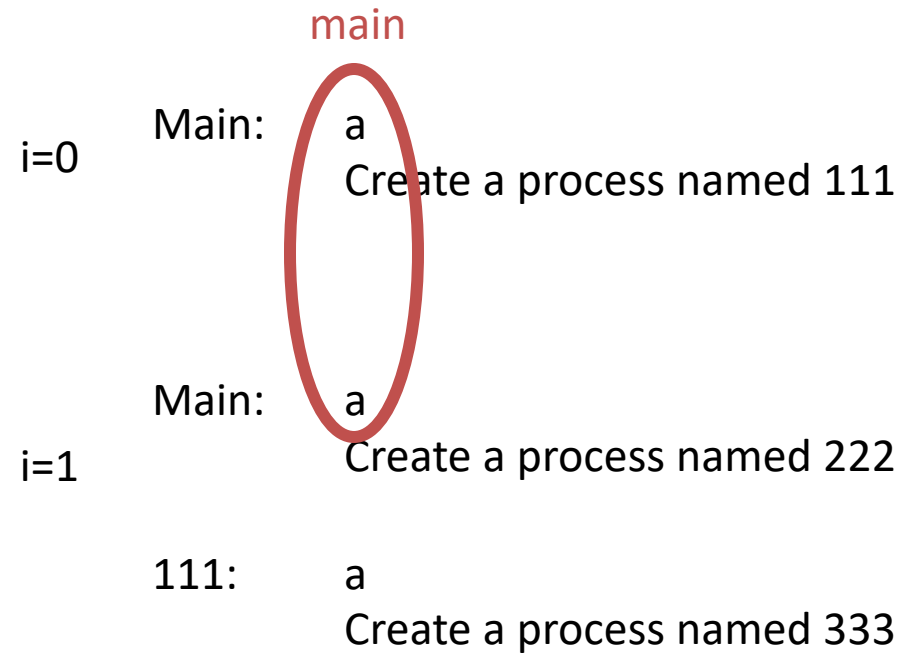 main
Main: a
i=0
Create a process named 111
Main: a
i=1
Create a process named 222
111: a
Create a process named 333